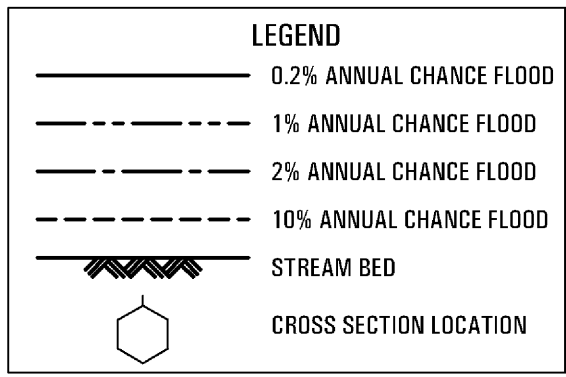 LEGEND
0.2% ANNUAL CHANCE FLOOD
1% ANNUAL CHANCE FLOOD
2% ANNUAL CHANCE FLOOD
10% ANNUAL CHANCE FLOOD
STREAM BED
CROSS SECTION LOCATION